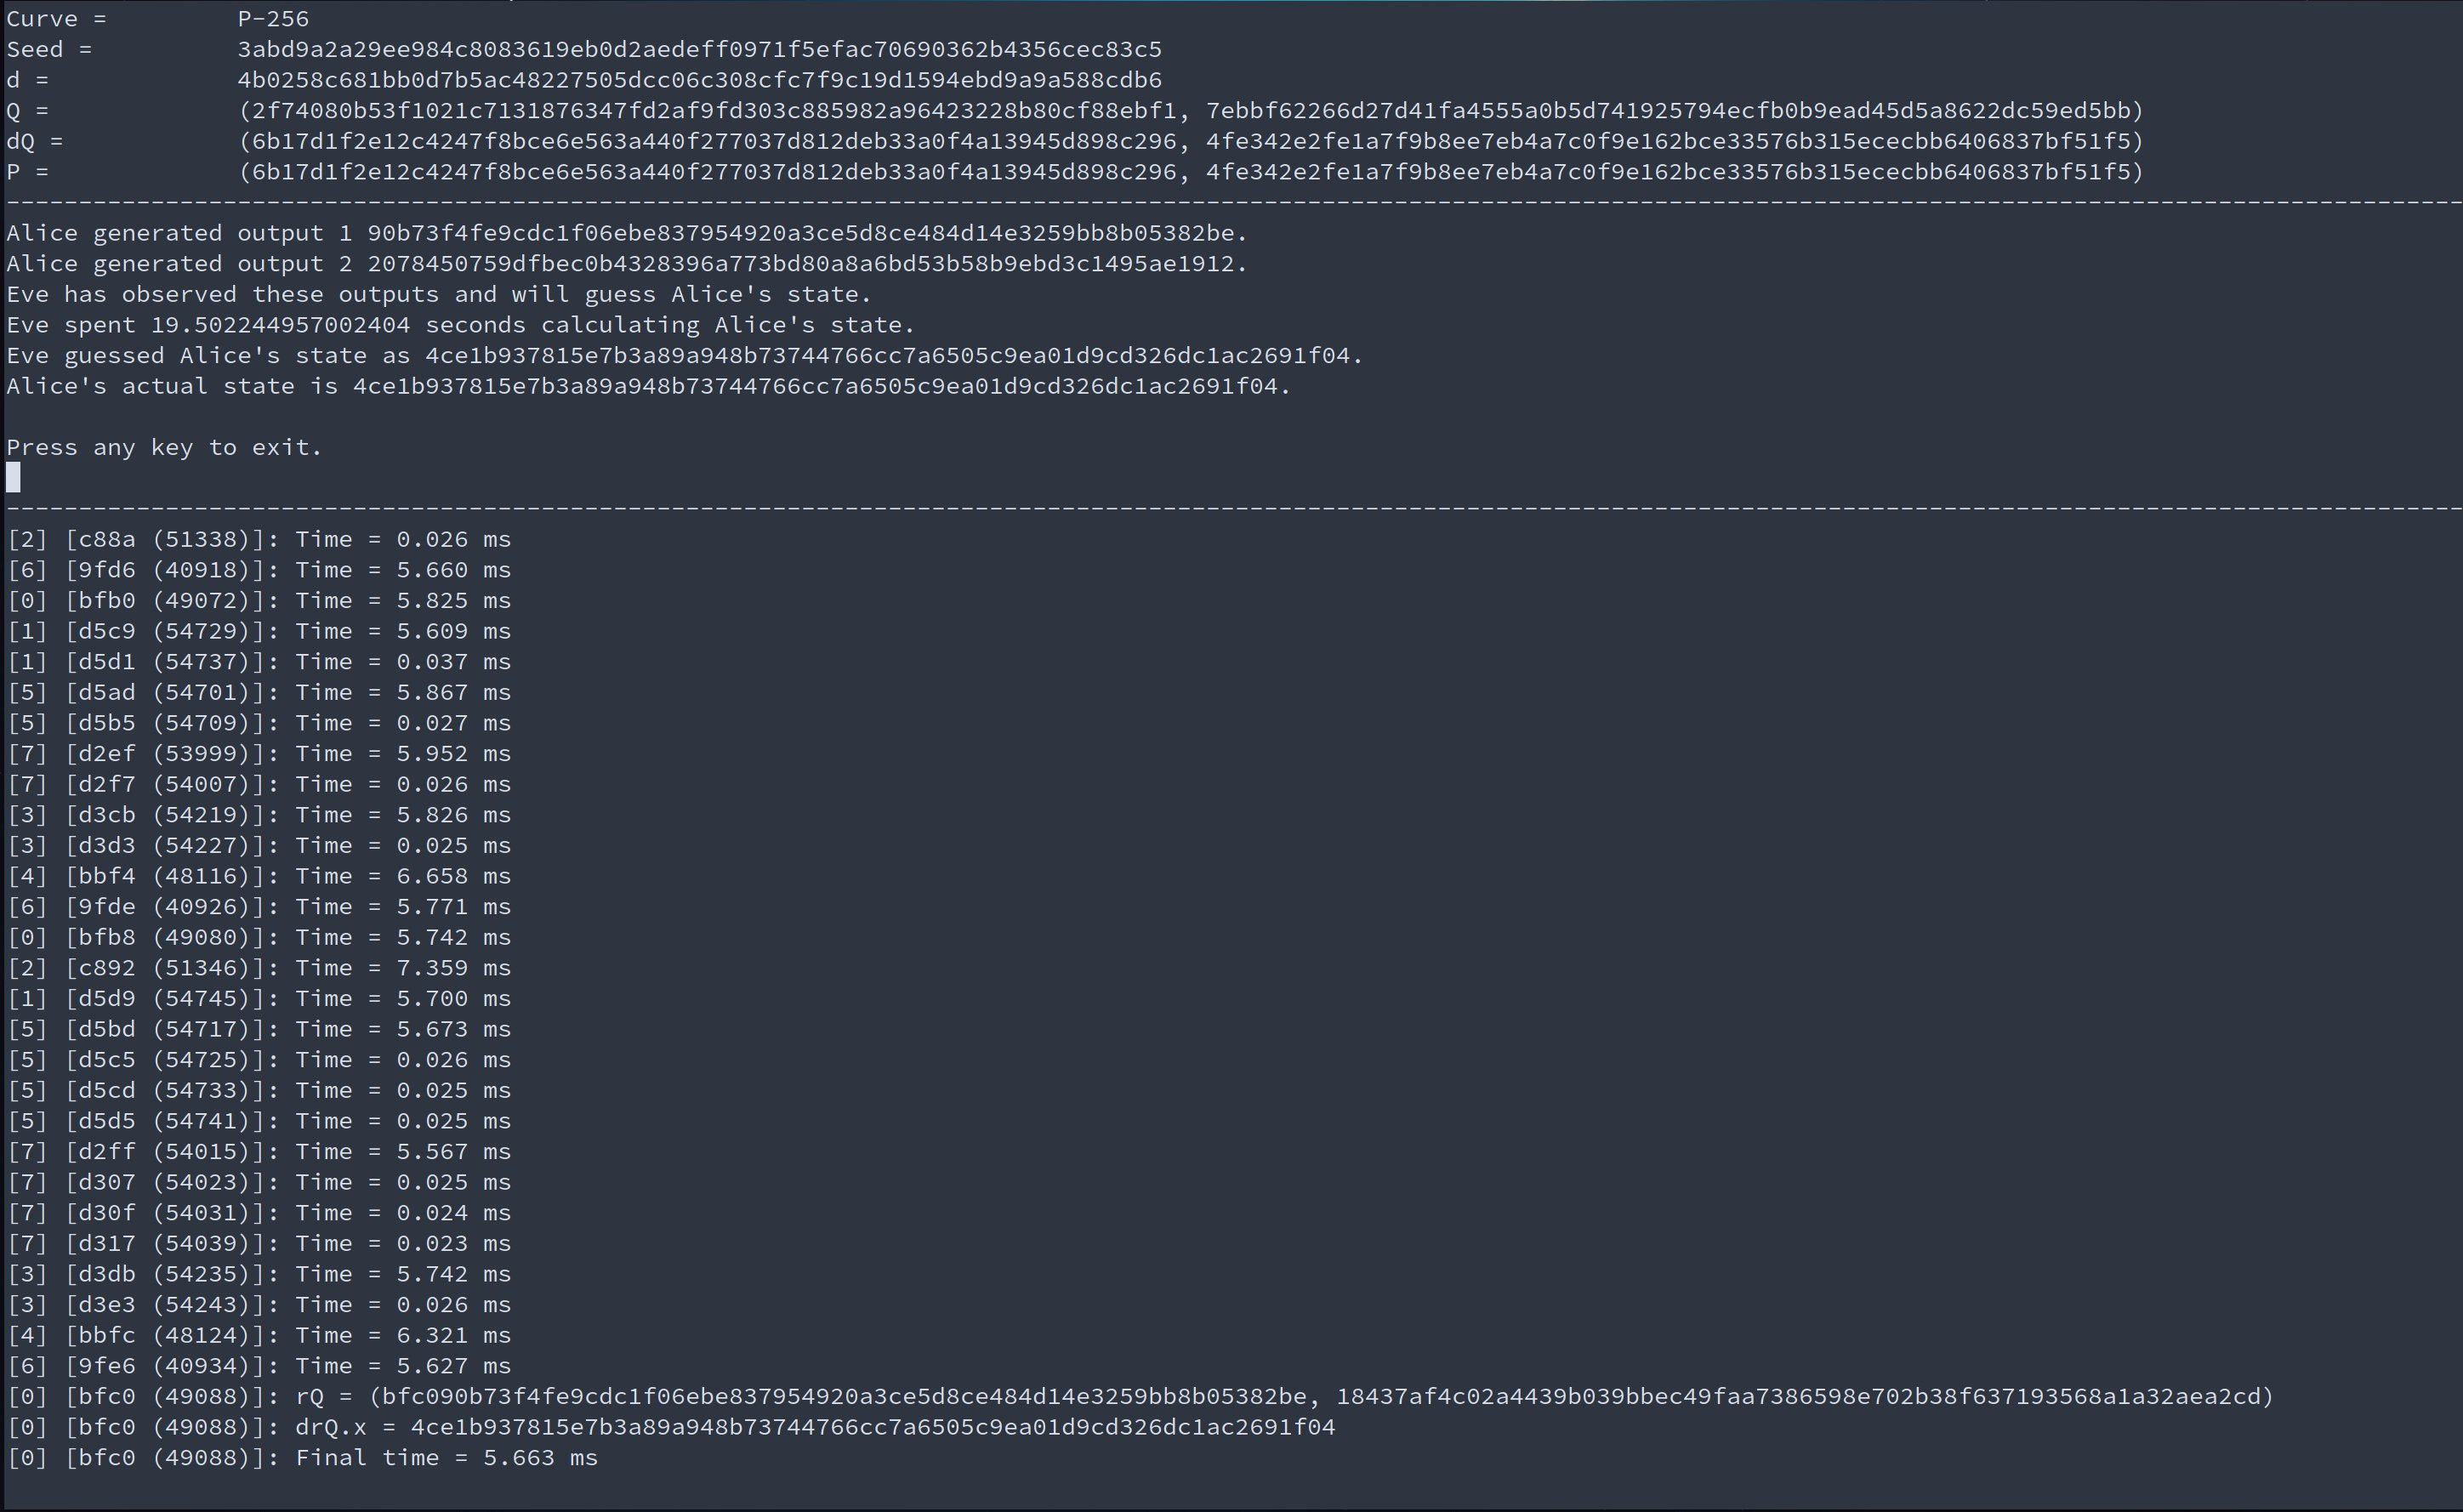 Curve =         P-256
Seed =          3abd9a2a29ee984c8083619eb0d2aedeff0971f5efac70690362b4356cec83c5
d =             4b0258c681bb0d7b5ac48227505dcc06c308cfc7f9c19d1594ebd9a9a588cdb6
Q =             (2f74080b53f1021c7131876347fd2af9fd303c885982a96423228b80cf88ebf1, 7ebbf62266d27d41fa4555a0b5d741925794ecfb0b9ead45d5a8622dc59ed5bb)
dQ =            (6b17d1f2e12c4247f8bce6e563a440f277037d812deb33a0f4a13945d898c296, 4fe342e2fe1a7f9b8ee7eb4a7c0f9e162bce33576b315ececbb6406837bf51f5)
P =             (6b17d1f2e12c4247f8bce6e563a440f277037d812deb33a0f4a13945d898c296, 4fe342e2fe1a7f9b8ee7eb4a7c0f9e162bce33576b315ececbb6406837bf51f5)
Alice generated output 1 90b73f4fe9cdc1f06ebe837954920a3ce5d8ce484d14e3259bb8b05382be.
Alice generated output 2 2078450759dfbec0b4328396a773bd80a8a6bd53b58b9ebd3c1495ae1912.
Eve has observed these outputs and will guess Alice's state.
Eve spent 19.502244957002404 seconds calculating Alice's state.
Eve guessed Alice's state as 4ce1b937815e7b3a89a948b73744766cc7a6505c9ea01d9cd326dc1ac2691f04.
Alice's actual state is 4ce1b937815e7b3a89a948b73744766cc7a6505c9ea01d9cd326dc1ac2691f04.
Press any key to exit.
[2] [c88a (51338)]: Time = 0.026 ms
[6] [9fd6 (40918)]: Time = 5.660 ms
[0] [bfb0 (49072)]: Time = 5.825 ms
[1] [d5c9 (54729)]: Time = 5.609 ms
[1] [d5d1 (54737)]: Time = 0.037 ms
[5] [d5ad (54701)]: Time = 5.867 ms
[5] [d5b5 (54709)]: Time = 0.027 ms
[7] [d2ef (53999)]: Time = 5.952 ms
[7] [d2f7 (54007)]: Time = 0.026 ms
[3] [d3cb (54219)]: Time = 5.826 ms
[3] [d3d3 (54227)]: Time = 0.025 ms
[4] [bbf4 (48116)]: Time = 6.658 ms
[6] [9fde (40926)]: Time = 5.771 ms
[0] [bfb8 (49080)]: Time = 5.742 ms
[2] [c892 (51346)]: Time = 7.359 ms
[1] [d5d9 (54745)]: Time = 5.700 ms
[5] [d5bd (54717)]: Time = 5.673 ms
[5] [d5c5 (54725)]: Time = 0.026 ms
[5] [d5cd (54733)]: Time = 0.025 ms
[5] [d5d5 (54741)]: Time = 0.025 ms
[7] [d2ff (54015)]: Time = 5.567 ms
[7] [d307 (54023)]: Time = 0.025 ms
[7] [d30f (54031)]: Time = 0.024 ms
[7] [d317 (54039)]: Time = 0.023 ms
[3] [d3db (54235)]: Time = 5.742 ms
[3] [d3e3 (54243)]: Time = 0.026 ms
[4] [bbfc (48124)]: Time = 6.321 ms
[6] [9fe6 (40934)]: Time = 5.627 ms
[0] [bfc0 (49088)]: rQ = (bfc090b73f4fe9cdc1f06ebe837954920a3ce5d8ce484d14e3259bb8b05382be, 18437af4c02a4439b039bbec49faa7386598e702b38f637193568a1a32aea2cd)
[0] [bfc0 (49088)]: drQ.x = 4ce1b937815e7b3a89a948b73744766cc7a6505c9ea01d9cd326dc1ac2691f04
[0] [bfc0 (49088)]: Final time = 5.663 ms